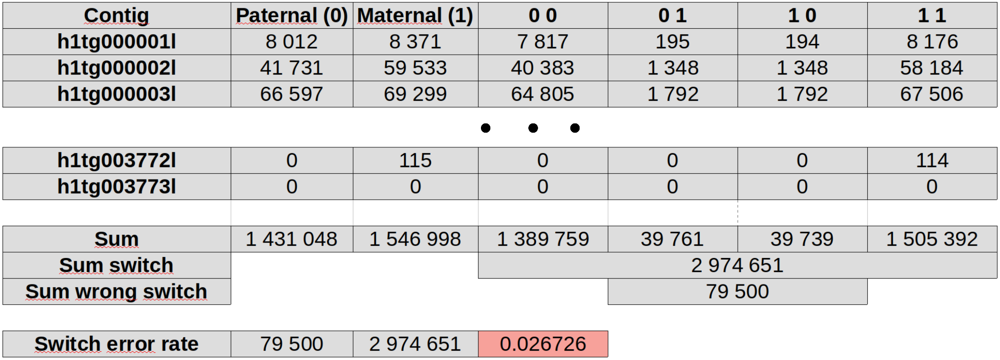 Contig Paternal (0) Maternal (1) 0 0 0 1 1 0 1 1
h1tg000001l 8 012 8 371 7 817 195 194 8 176
h1tg000002l 41 731 59 533 40 383 1 348 1 348 58 184
h1tg000003l 66 597 69 299 64 805 1 792 1 792 67 506
h1tg003772l 0 115 0 0 0 114
h1tg003773l 0 0 0 0 0 0
Sum 1 431 048 1 546 998 1 389 759 39 761 39 739 1 505 392
Sum switch 2 974 651
Sum wrong switch 79 500
Switch error rate 79 500 2 974 651 0.026726